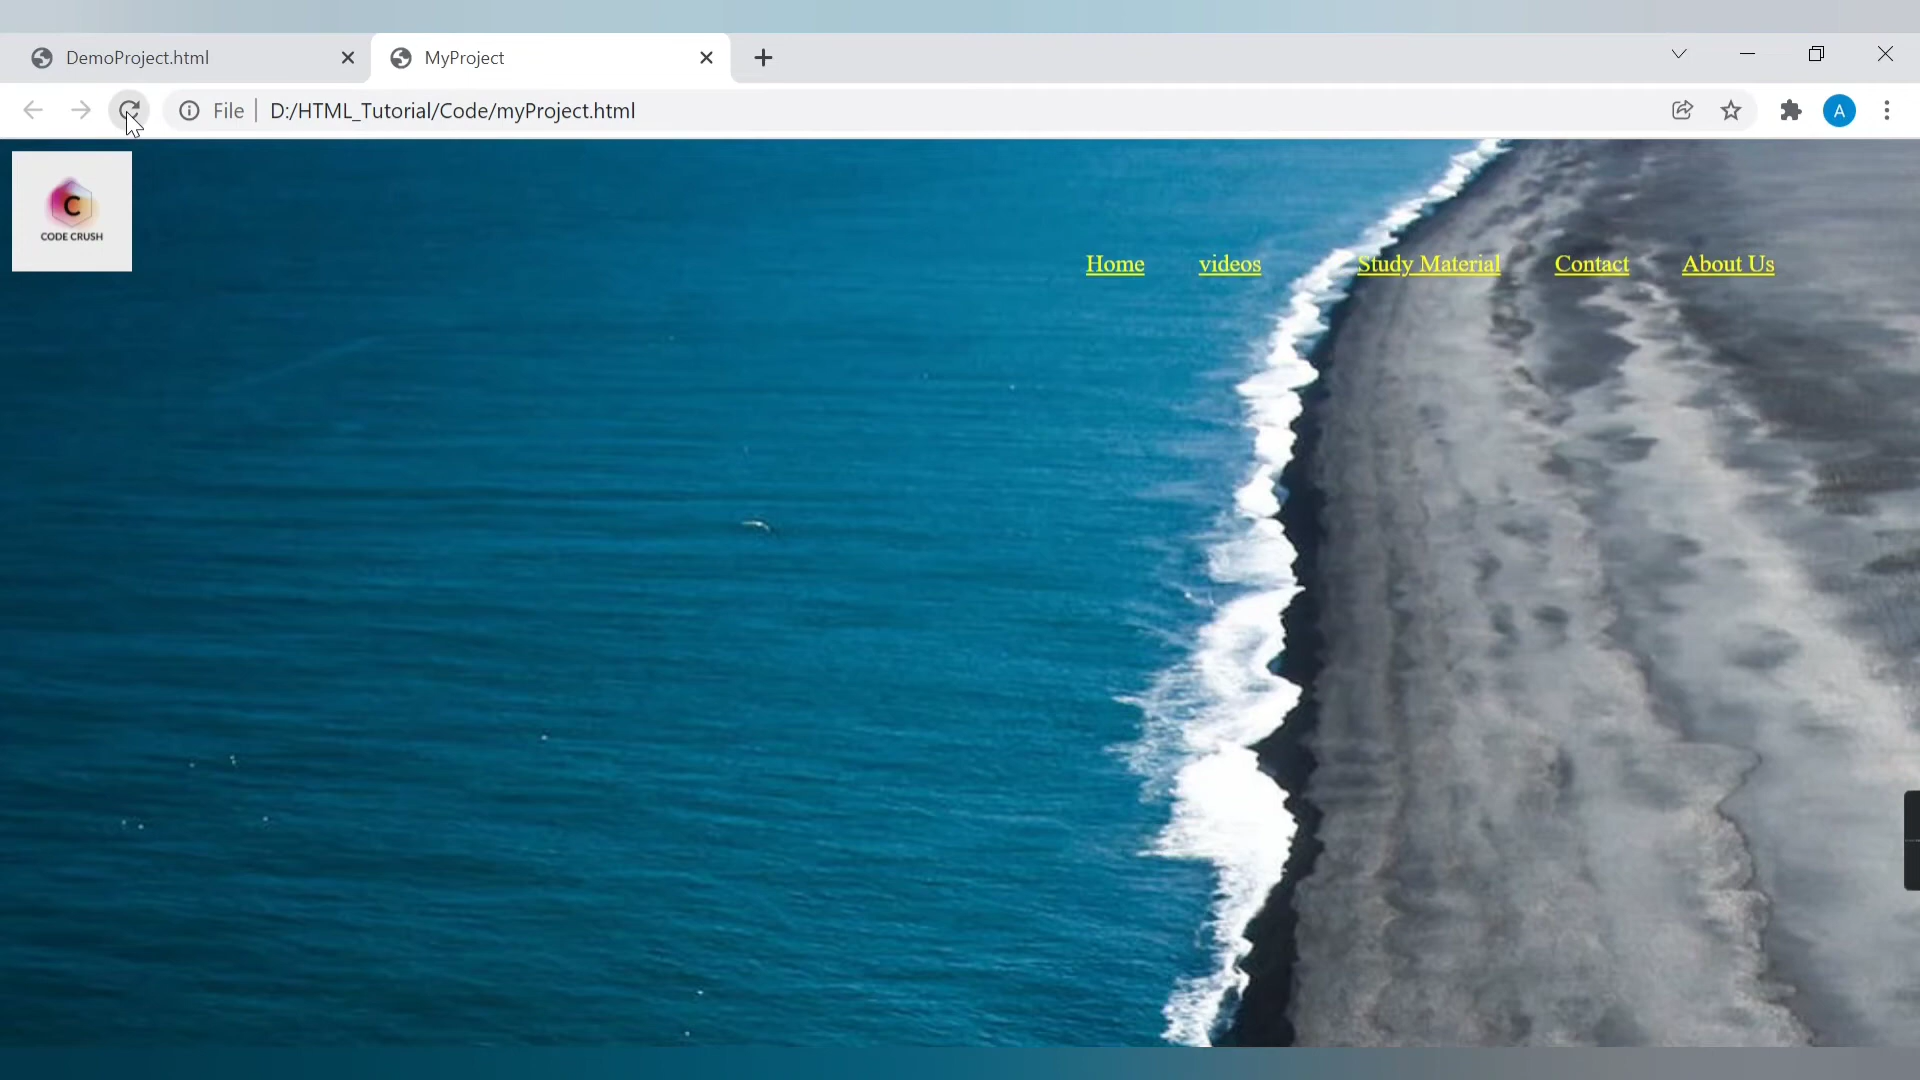 DemoProject.html
MyProject
File D:/HTML_Tutorial/Code/myProject.html
A
C
CODE CRUSH
Home videos Study Material Contact About Us